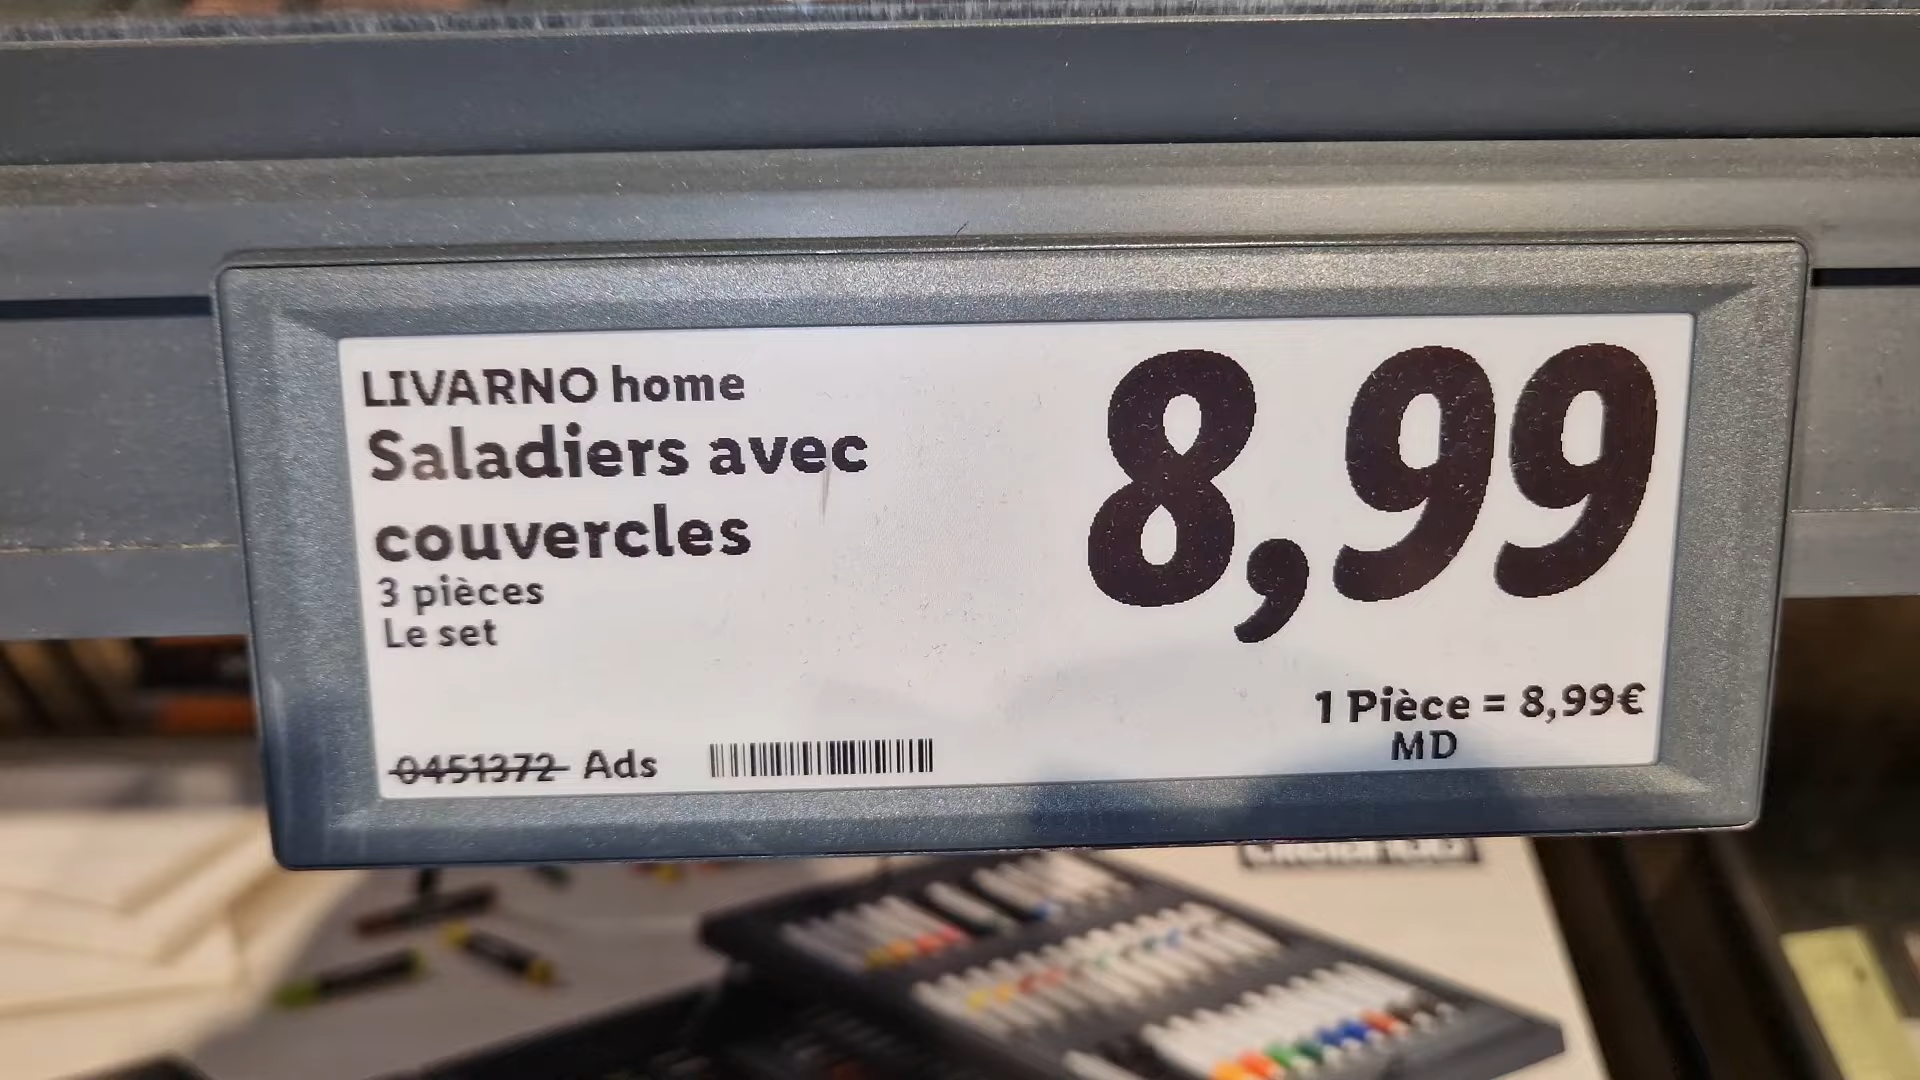 LIVARNO home
Saladiers avec
couvercles
3 pièces
Le set
8,99
1 Pièce = 8,99€
MD
0451372 Ads